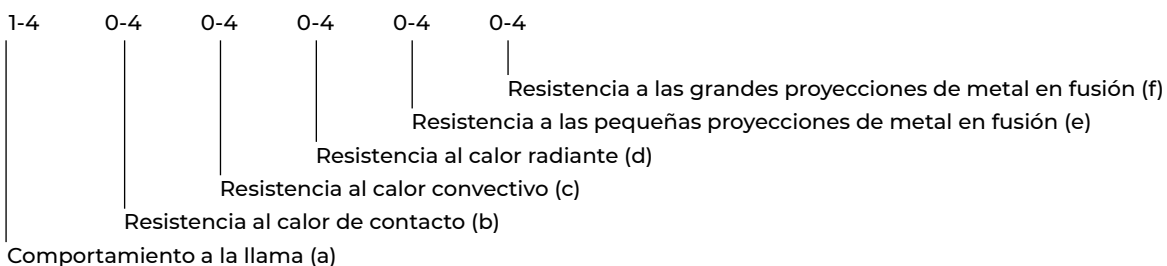 1-4 0-4 0-4 0-4 0-4 0-4
Resistencia a las grandes proyecciones de metal en fusión (f)
Resistencia a las pequeñas proyecciones de metal en fusión (e)
Resistencia al calor radiante (d)
Resistencia al calor convectivo (c)
Resistencia al calor de contacto (b)
Comportamiento a la llama (a)